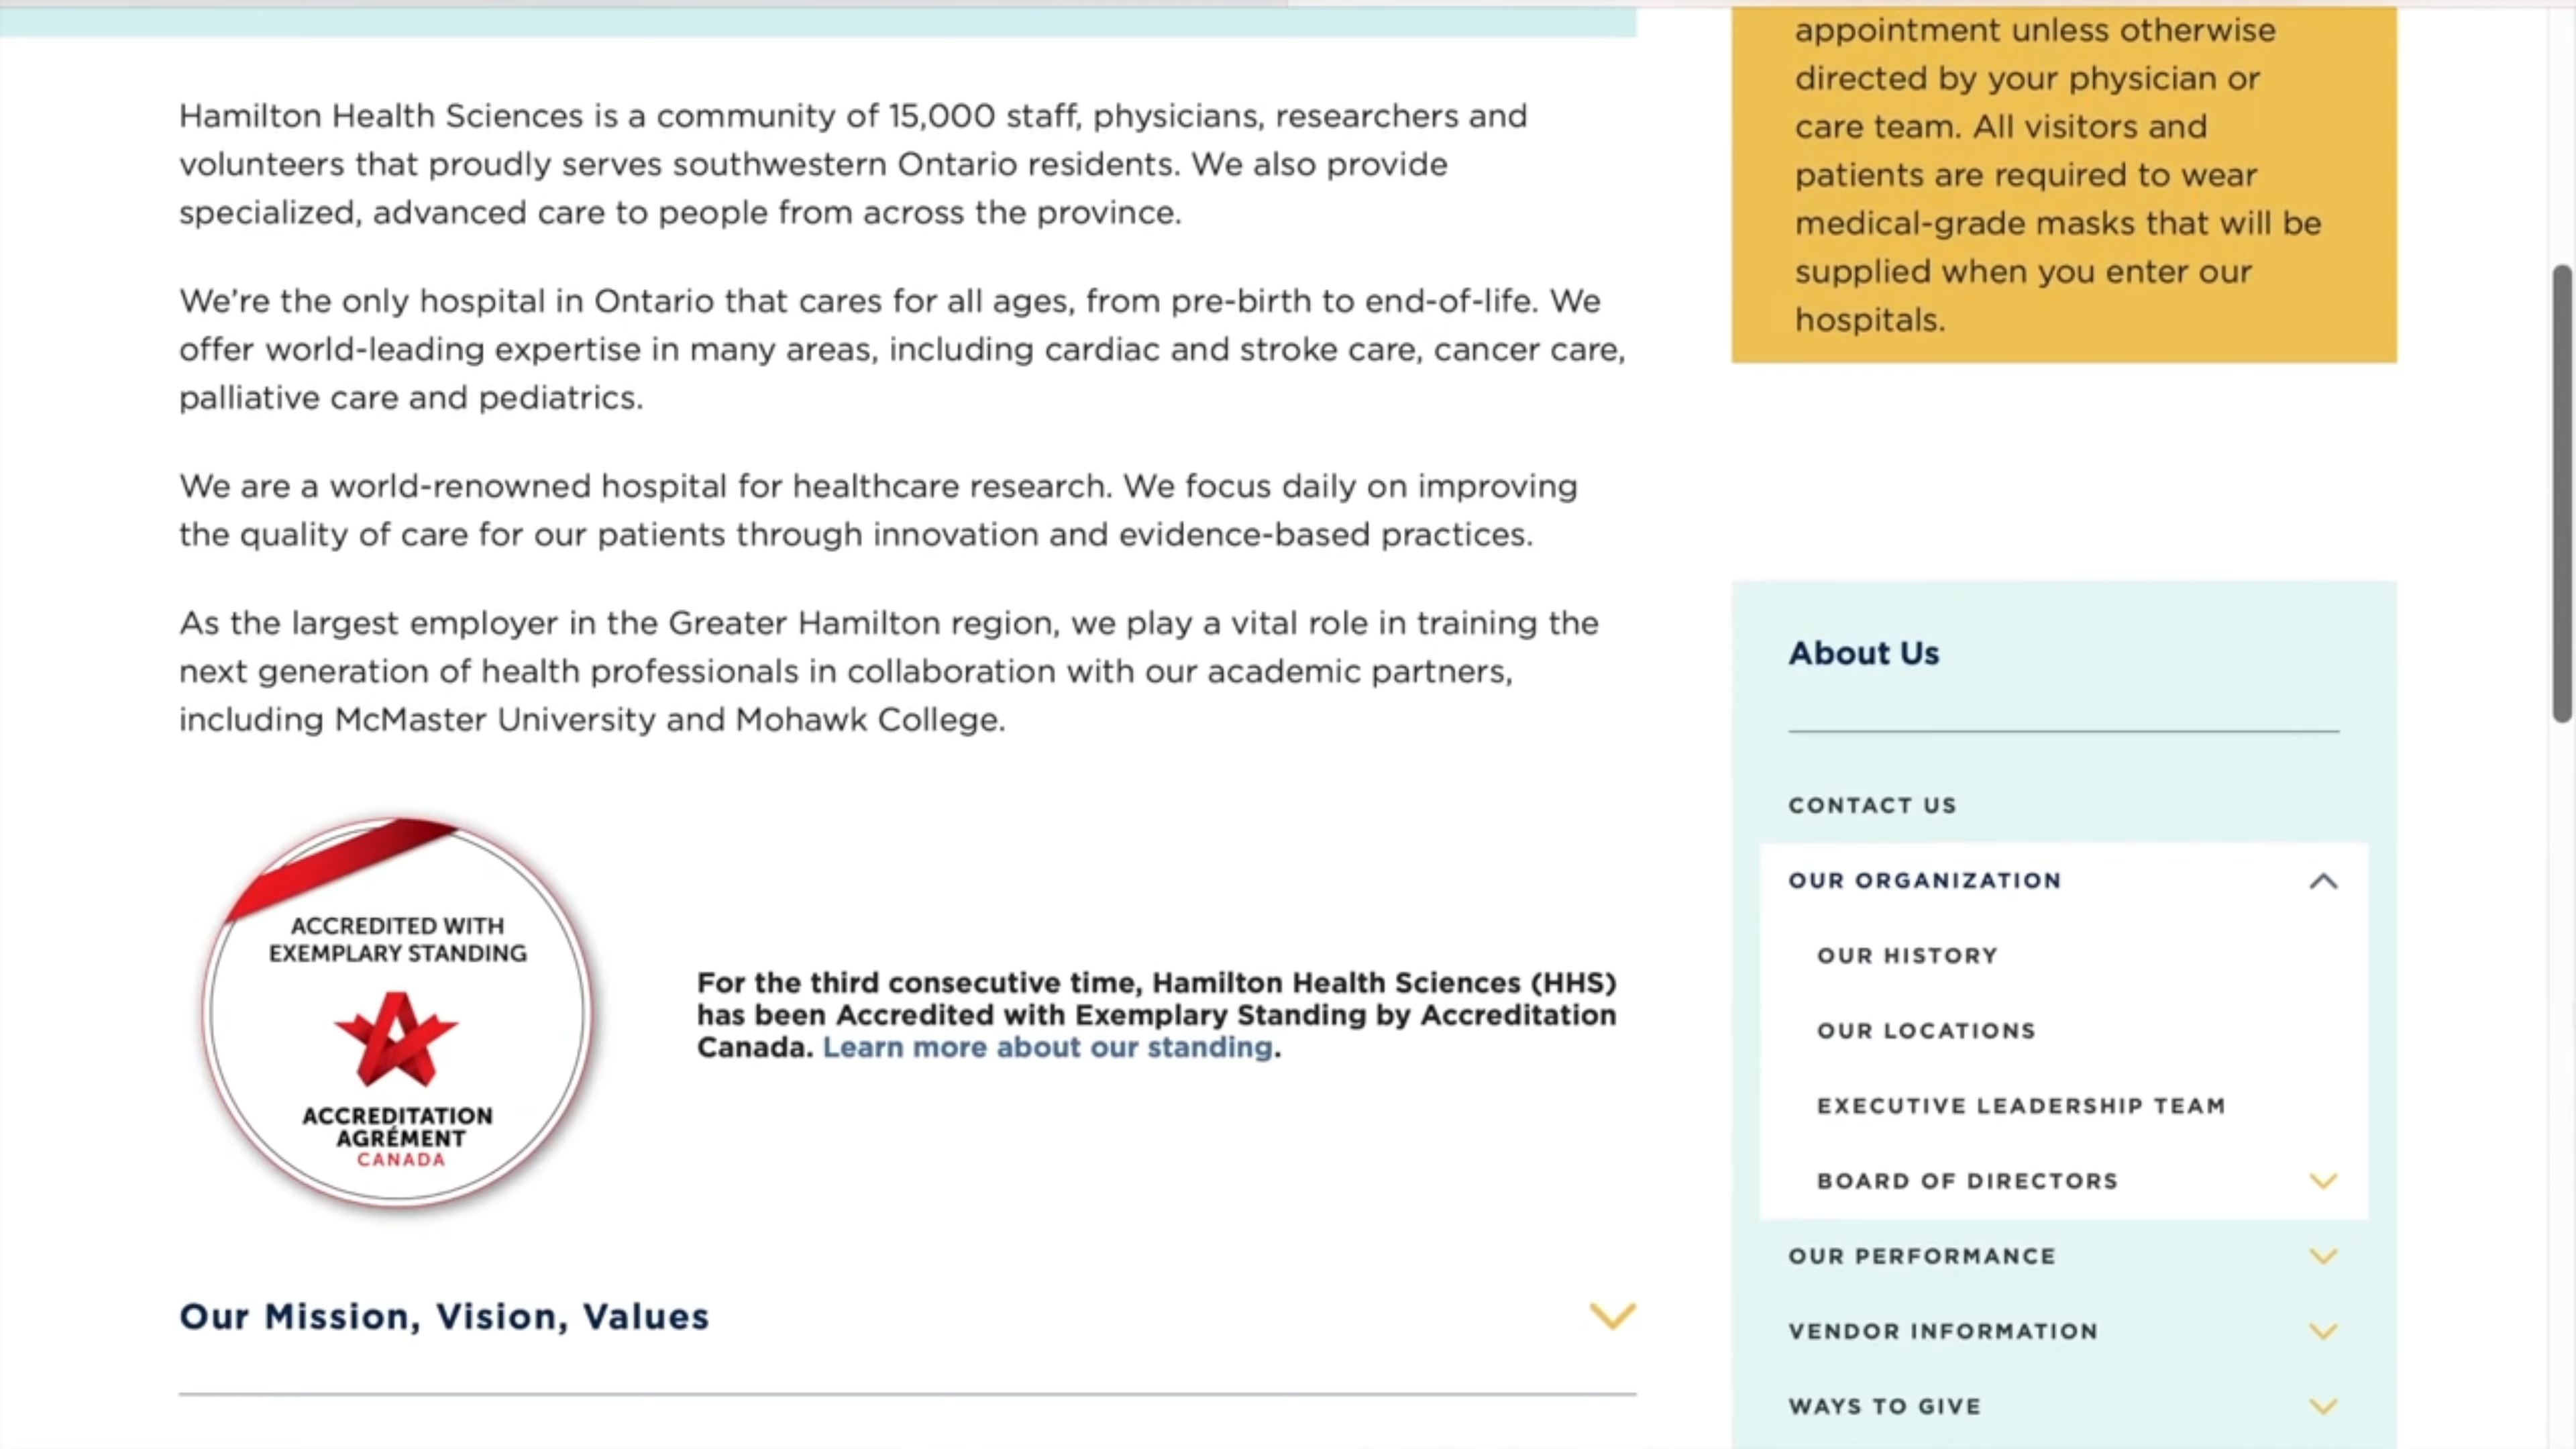 Hamilton Health Sciences is a community of 15,000 staff, physicians, researchers and
volunteers that proudly serves southwestern Ontario residents. We also provide
specialized, advanced care to people from across the province.
We're the only hospital in Ontario that cares for all ages, from pre-birth to end-of-life. We
offer world-leading expertise in many areas, including cardiac and stroke care, cancer care,
palliative care and pediatrics.
We are a world-renowned hospital for healthcare research. We focus daily on improving
the quality of care for our patients through innovation and evidence-based practices.
As the largest employer in the Greater Hamilton region, we play a vital role in training the
next generation of health professionals in collaboration with our academic partners,
including McMaster University and Mohawk College.
ACCREDITED WITH
EXEMPLARY STANDING
ACCREDITATION
AGRÉMENT
CANADA
For the third consecutive time, Hamilton Health Sciences (HHS)
has been Accredited with Exemplary Standing by Accreditation
Canada. Learn more about our standing.
Our Mission, Vision, Values
appointment unless otherwise
directed by your physician or
care team. All visitors and
patients are required to wear
medical-grade masks that will be
supplied when you enter our
hospitals.
About Us
CONTACT US
OUR ORGANIZATION
OUR HISTORY
OUR LOCATIONS
EXECUTIVE LEADERSHIP TEAM
BOARD OF DIRECTORS
OUR PERFORMANCE
VENDOR INFORMATION
WAYS TO GIVE